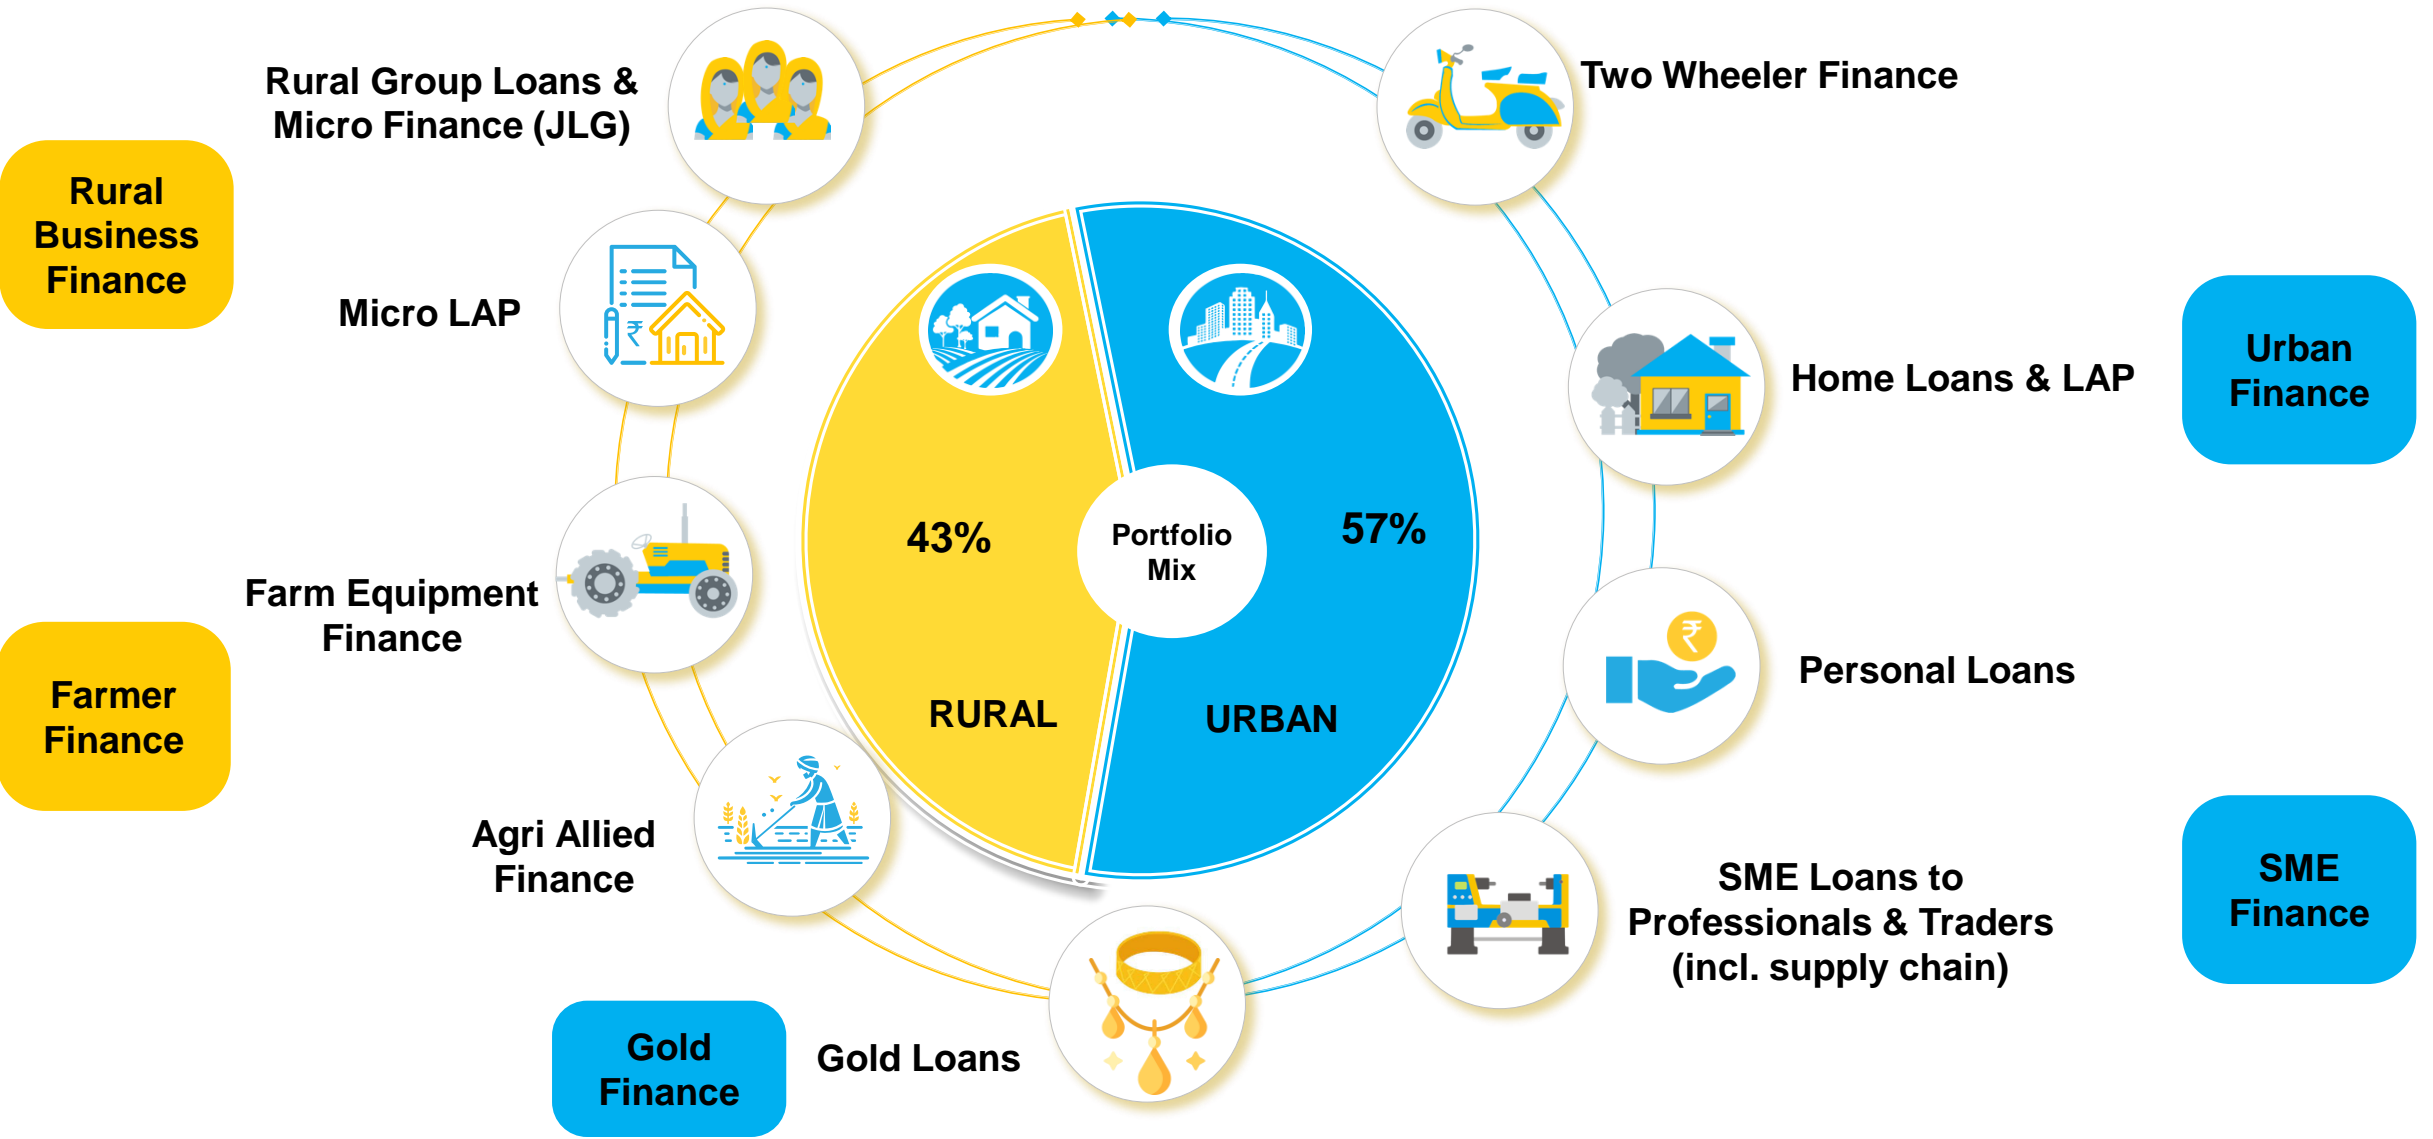 Rural Group Loans &
Micro Finance (JLG)
Two Wheeler Finance
Rural
Business
Finance
Micro LAP
Home Loans & LAP
Urban
Finance
43%
Portfolio
Mix
57%
Farm Equipment
Finance
Farmer
Finance
RURAL
URBAN
Personal Loans
Agri Allied
Finance
SME Loans to
Professionals & Traders
(incl. supply chain)
SME
Finance
Gold
Finance
Gold Loans
₹
₹